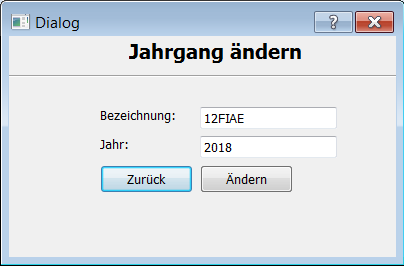 Dialog
Jahrgang ändern
Bezeichnung: 12FIAE
Jahr: 2018
Zurück Ändern